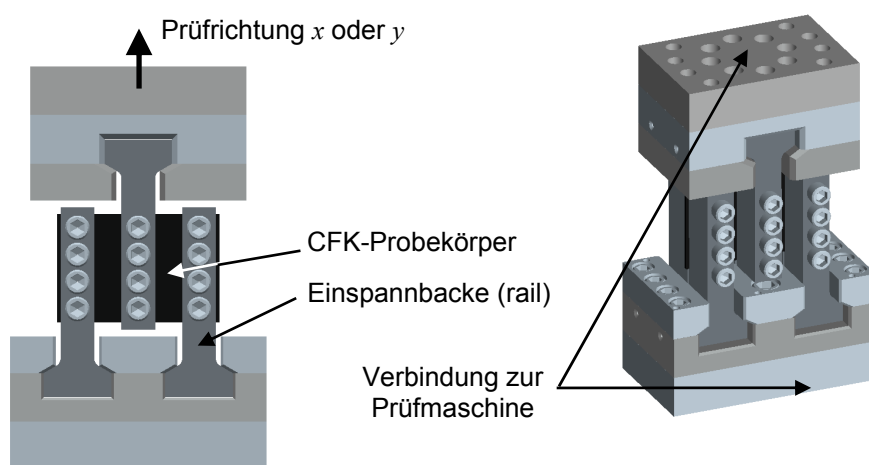 Prüfrichtung x oder y
CFK-Probekörper
Einspannbacke (rail)
Verbindung zur
Prüfmaschine